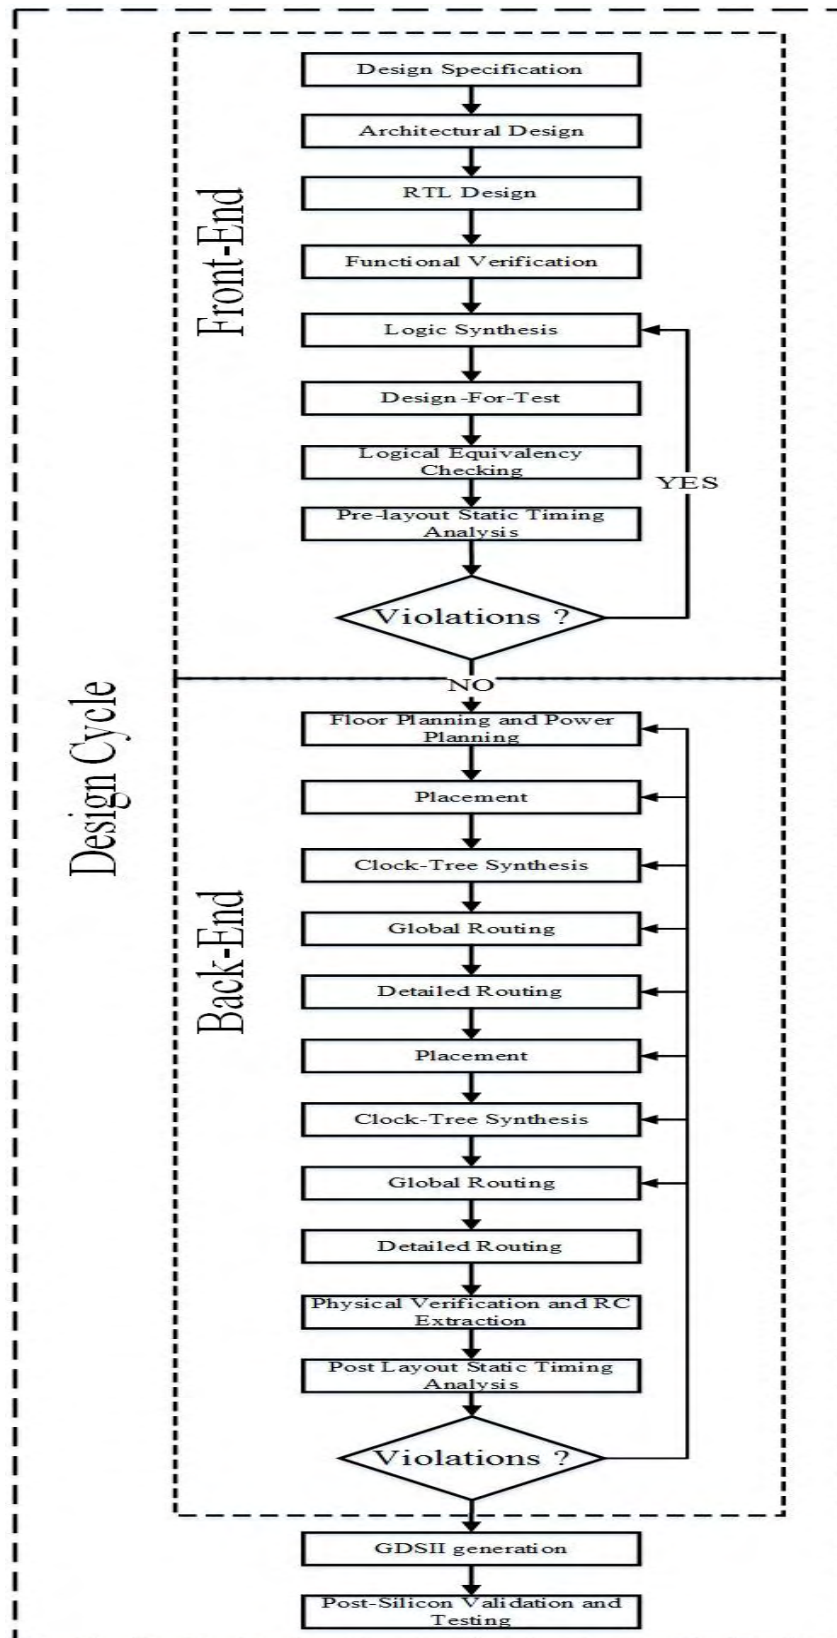 Design Specification
Architectural Design
RTL Design
Front-End
Functional Verification
Logic Synthesis
Design-For-Test
Logical Equivalency
Checking
YES
Pre-layout Static Timing
Analysis
Violations ?
NO
Design Cycle
Floor Planning and Power
Planning
Placement
Clock-Tree Synthesis
Back-End
Global Routing
Detailed Routing
Placement
Clock-Tree Synthesis
Global Routing
Detailed Routing
Physical Verification and RC
Extraction
Post Layout Static Timing
Analysis
Violations ?
GDSII generation
Post-Silicon Validation and
Testing